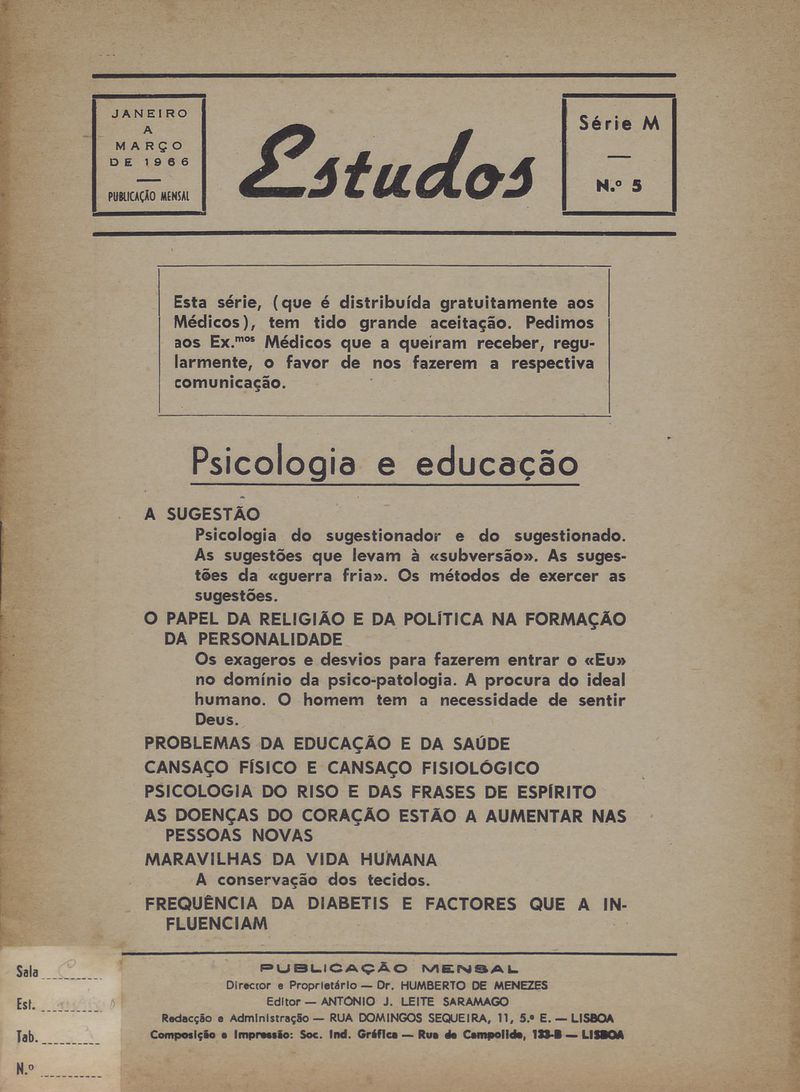 JANEIRO
A
MARÇO
DE 1966
PUBLICAÇÃO MENSAL
Estudos
Série M
N.º 5
Esta série, (que é distribuída gratuitamente aos
Médicos), tem tido grande aceitação. Pedimos
aos Ex.mos Médicos que a queiram receber, regu-
larmente, o favor de nos fazerem a respectiva
comunicação.
Psicologia e educação
A SUGESTÃO
Psicologia do sugestionador e do sugestionado.
As sugestões que levam à «subversão». As suges-
tões da «guerra fria». Os métodos de exercer as
sugestões.
O PAPEL DA RELIGIÃO E DA POLÍTICA NA FORMAÇÃO
DA PERSONALIDADE
Os exageros e desvios para fazerem entrar o «Eu»
no domínio da psico-patologia. A procura do ideal
humano. O homem tem a necessidade de sentir
Deus.
PROBLEMAS DA EDUCAÇÃO E DA SAÚDE
CANSAÇO FÍSICO E CANSAÇO FISIOLÓGICO
PSICOLOGIA DO RISO E DAS FRASES DE ESPÍRITO
AS DOENÇAS DO CORAÇÃO ESTÃO A AUMENTAR NAS
PESSOAS NOVAS
MARAVILHAS DA VIDA HUMANA
A conservação dos tecidos.
FREQUÊNCIA DA DIABETIS E FACTORES QUE A IN-
FLUENCIAM
PUBLICAÇÃO MENSAL
Director e Proprietário — Dr. HUMBERTO DE MENEZES
Editor — ANTÓNIO J. LEITE SARAMAGO
Redacção e Administração — RUA DOMINGOS SEQUEIRA, 11, 5.º E. — LISBOA
Composição e Impressão: Soc. Ind. Gráfica — Rua de Campolide, 133-B — LISBOA
Sala
Est.
Tab.
N.º